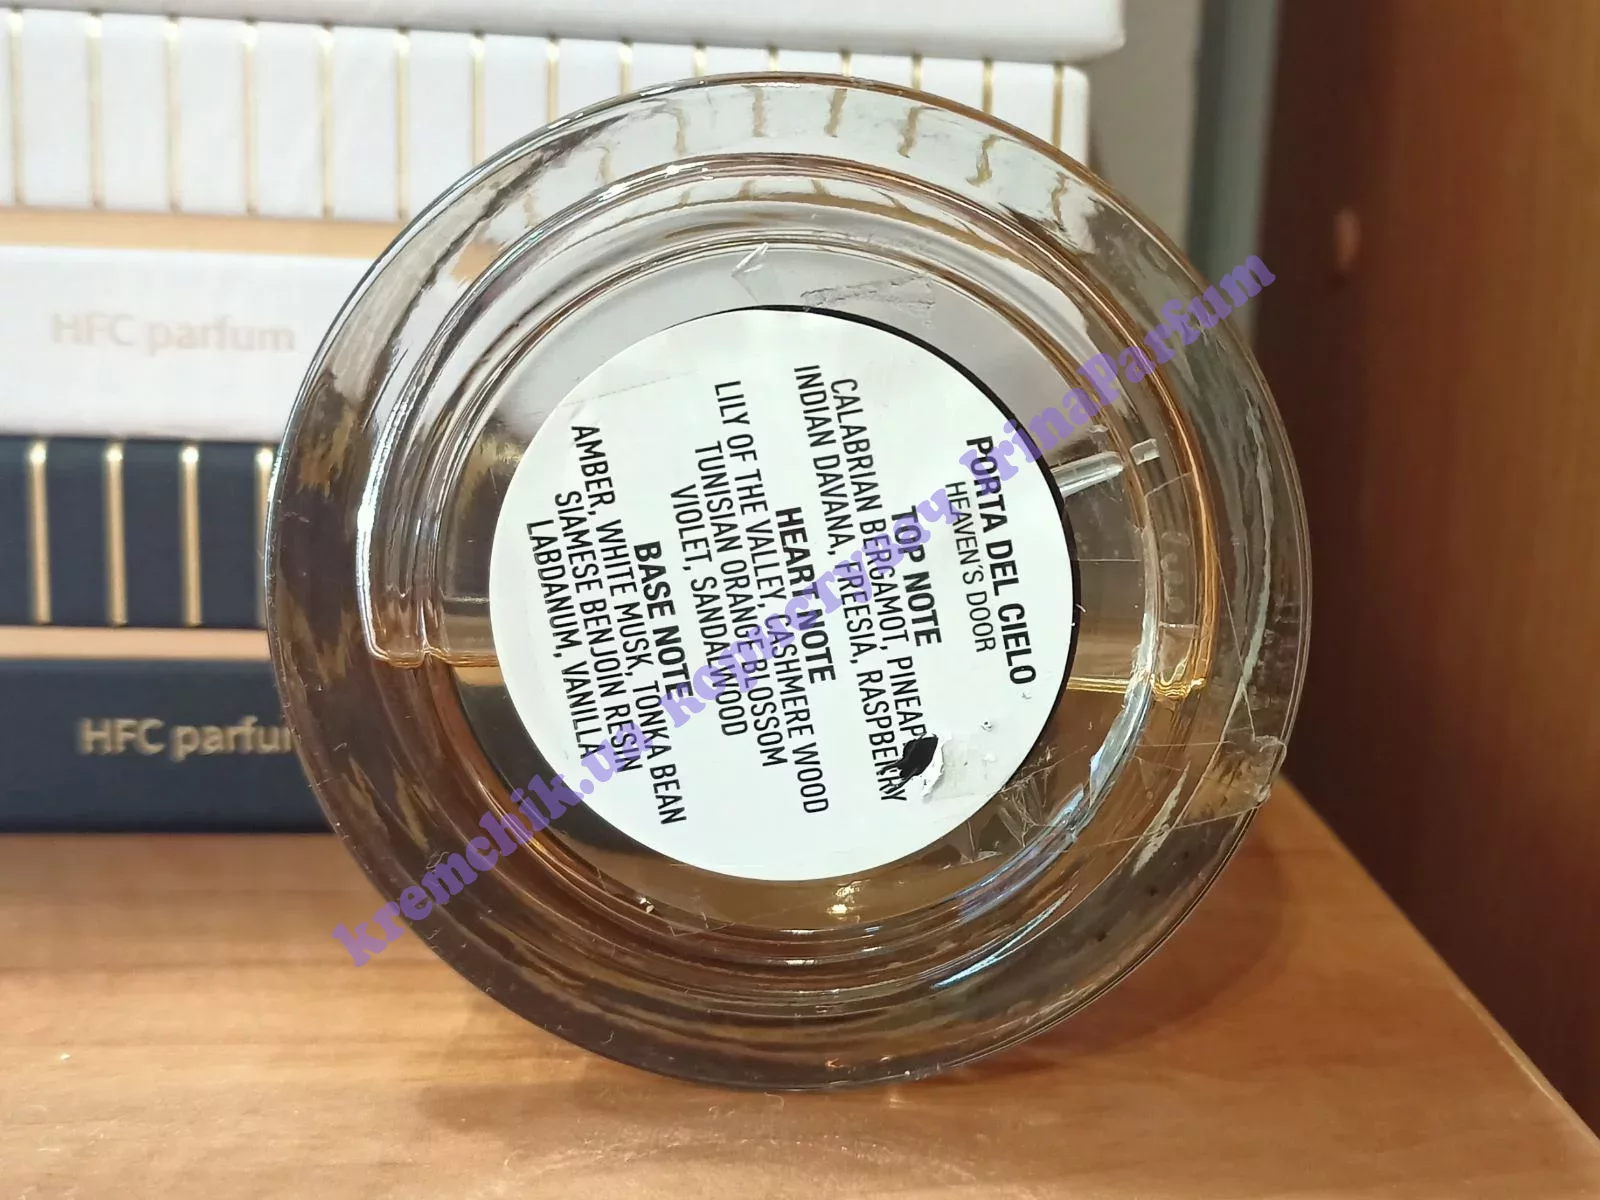 HFC parfum
HFC parfu
PORTA DEL CIELO
HEAVEN'S DOOR
TOP NOTE
CALABRIAN BERGAMOT, PINEAP
INDIAN DAVANA, FREESIA, RASPBERRY
HEART NOTE
LILY OF THE VALLEY, CASHMERE WOOD
TUNISIAN ORANGE BLOSSOM
VIOLET, SANDALWOOD
BASE NOTE
AMBER, WHITE MUSK, TONKA BEAN
SIAMESE BENJOIN RESIN
LABDANUM, VANILLA
kremchik.ua користувач IrinaParfum